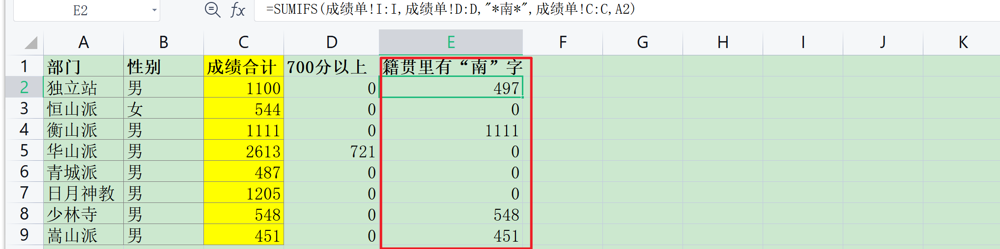 E2 fx =SUMIFS(成绩单!I:I,成绩单!D:D,"*南*",成绩单!C:C,A2)
A B C D E F G H I J K
1 部门 性别 成绩合计 700分以上 籍贯里有“南”字
2 独立站 男 1100 0 497
3 恒山派 女 544 0 0
4 衡山派 男 1111 0 1111
5 华山派 男 2613 721 0
6 青城派 男 487 0 0
7 日月神教 男 1205 0 0
8 少林寺 男 548 0 548
9 嵩山派 男 451 0 451